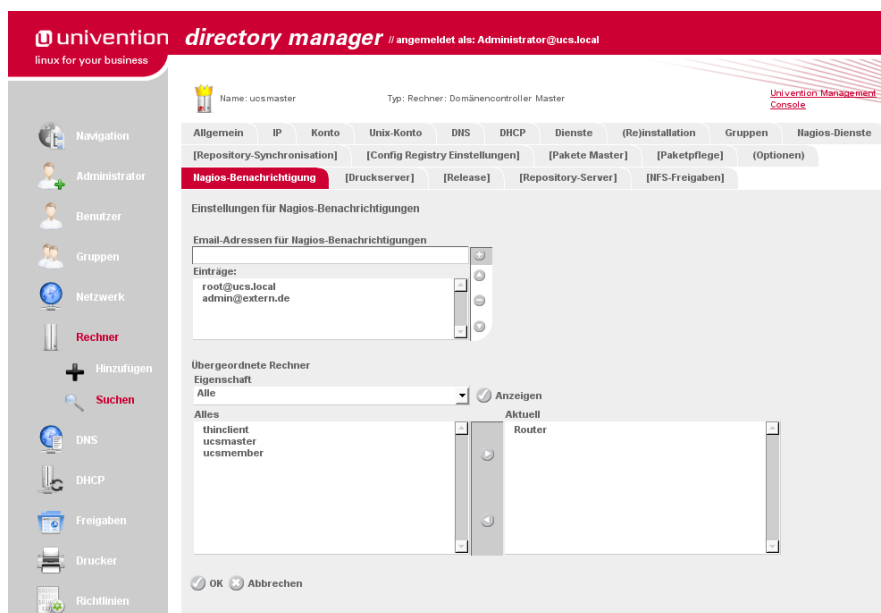 univention directory manager // angemeldet als: Administrator@ucs.local
linux for your business
Name: ucsmaster Typ: Rechner: Domänencontroller Master Univention Management Console
Navigation
Administrator
Benutzer
Gruppen
Netzwerk
Rechner
Hinzufügen
Suchen
DNS
DHCP
Freigaben
Drucker
Richtlinien
Allgemein IP Konto Unix-Konto DNS DHCP Dienste (Re)installation Gruppen Nagios-Dienste
[Repository-Synchronisation] [Config Registry Einstellungen] [Pakete Master] [Paketpflege] (Optionen)
Nagios-Benachrichtigung [Druckserver] [Release] [Repository-Server] [NFS-Freigaben]
Einstellungen für Nagios-Benachrichtigungen
Email-Adressen für Nagios-Benachrichtigungen
Einträge:
root@ucs.local
admin@extern.de
Übergeordnete Rechner
Eigenschaft
Alle Anzeigen
Alles
thinclient
ucsmaster
ucsmember
Aktuell
Router
OK Abbrechen